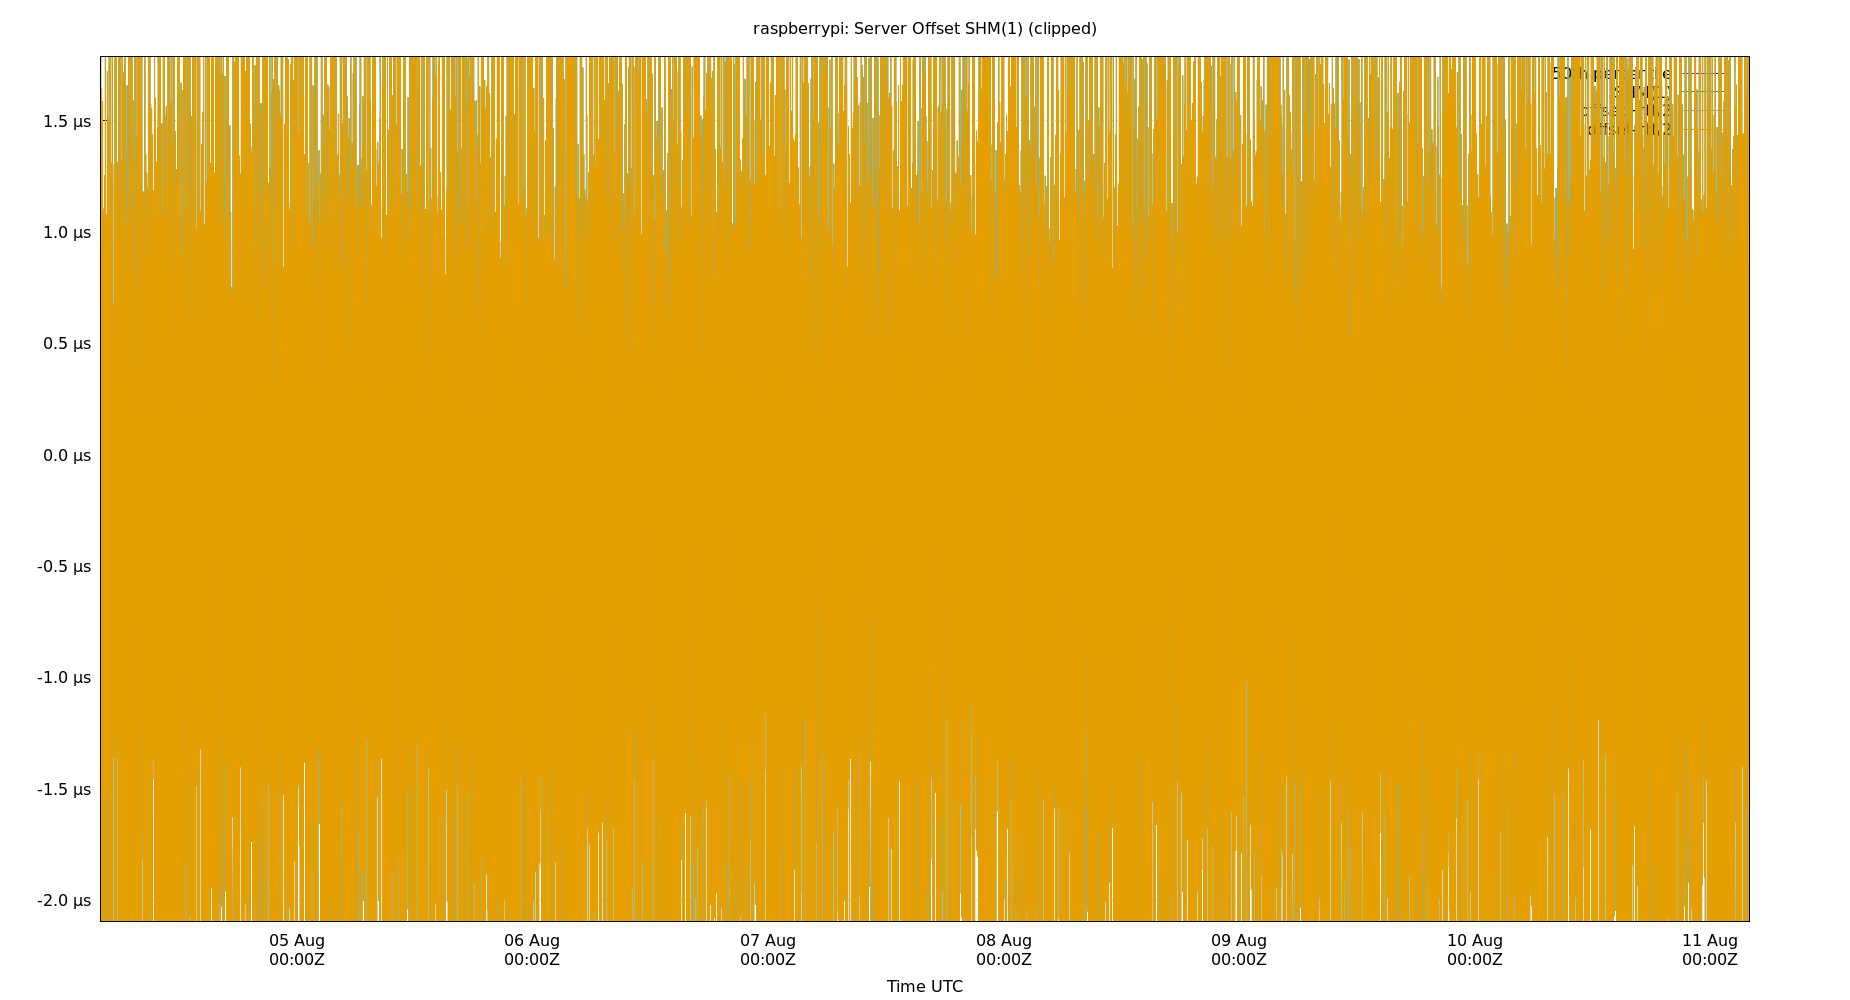 raspberrypi: Server Offset SHM(1) (clipped)
1.5 µs
1.0 µs
0.5 µs
0.0 µs
-0.5 µs
-1.0 µs
-1.5 µs
-2.0 µs
05 Aug 06 Aug 07 Aug 08 Aug 09 Aug 10 Aug 11 Aug
00:00Z 00:00Z 00:00Z 00:00Z 00:00Z 00:00Z 00:00Z
Time UTC